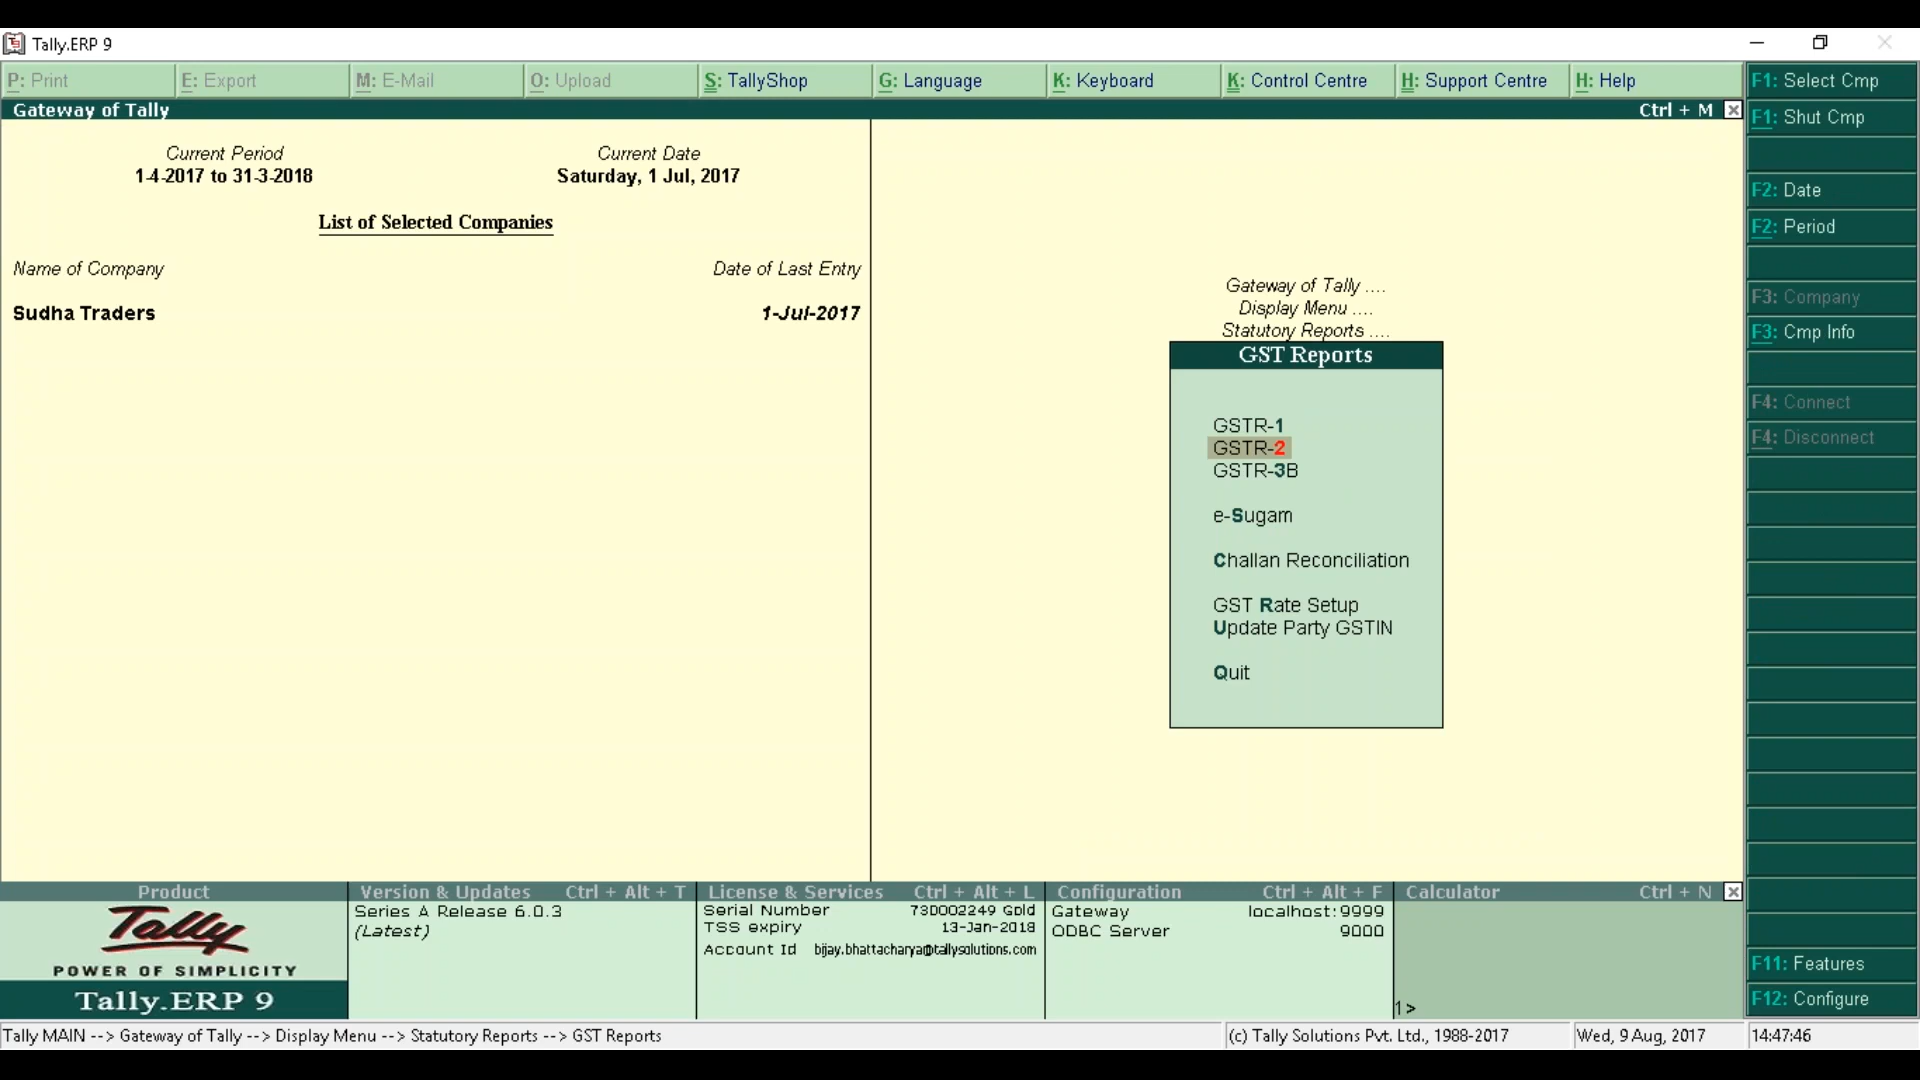 Tally.ERP 9
P: Print
E: Export
M: E-Mail
O: Upload
S: TallyShop
G: Language
K: Keyboard
K: Control Centre
H: Support Centre
H: Help
Gateway of Tally
Ctrl + M
Current Period
1-4-2017 to 31-3-2018
Current Date
Saturday, 1 Jul, 2017
List of Selected Companies
Name of Company
Date of Last Entry
Sudha Traders
1-Jul-2017
Gateway of Tally ....
Display Menu ....
Statutory Reports ....
GST Reports
GSTR-1
GSTR-2
GSTR-3B
e-Sugam
Challan Reconciliation
GST Rate Setup
Update Party GSTIN
Quit
F1: Select Cmp
F1: Shut Cmp
F2: Date
F2: Period
F3: Company
F3: Cmp Info
F4: Connect
F4: Disconnect
F11: Features
F12: Configure
Product
Tally
POWER OF SIMPLICITY
Tally.ERP 9
Version & Updates Ctrl + Alt + T
Series A Release 6.0.3
(Latest)
License & Services Ctrl + Alt + L
Serial Number 730002249 Gold
TSS expiry 13-Jan-2018
Account Id bijay.bhattacharya@tallysolutions.com
Configuration Ctrl + Alt + F
Gateway localhost:9999
ODBC Server 9000
Calculator Ctrl + N
1>
Tally MAIN --> Gateway of Tally --> Display Menu --> Statutory Reports --> GST Reports
(c) Tally Solutions Pvt. Ltd., 1988-2017
Wed, 9 Aug, 2017
14:47:46